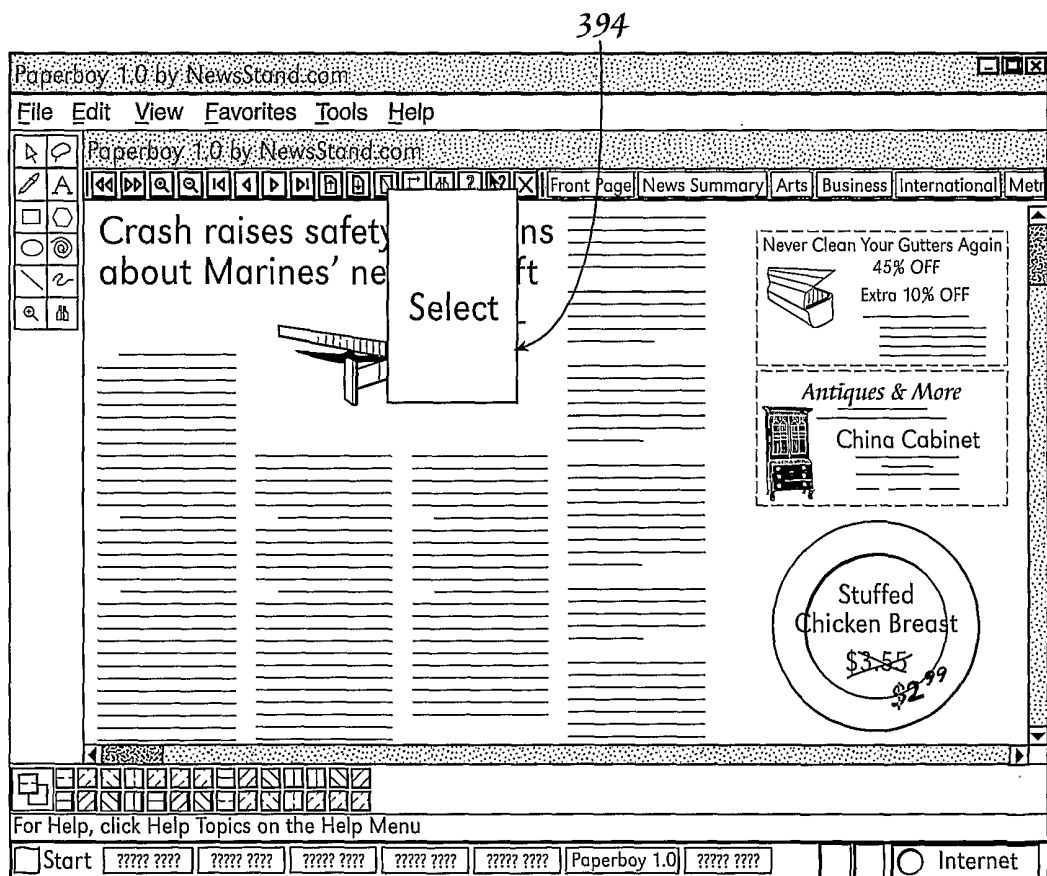 394
Paperboy 1.0 by NewsStand.com
File Edit View Favorites Tools Help
Paperboy 1.0 by NewsStand.com
Front Page News Summary Arts Business International Metr
Crash raises safety ns
about Marines' ne ft
Select
Never Clean Your Gutters Again
45% OFF
Extra 10% OFF
Antiques & More
China Cabinet
Stuffed
Chicken Breast
$3.55
$2.99
For Help, click Help Topics on the Help Menu
Start ????? ???? ????? ???? ????? ???? ????? ???? ????? ???? Paperboy 1.0 ????? ???? Internet